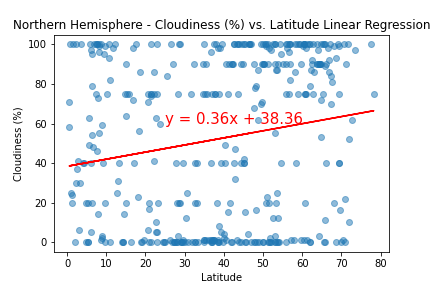 Northern Hemisphere - Cloudiness (%) vs. Latitude Linear Regression
Cloudiness (%)
100
80
60
40
20
0
y = 0.36x + 38.36
0 10 20 30 40 50 60 70 80
Latitude